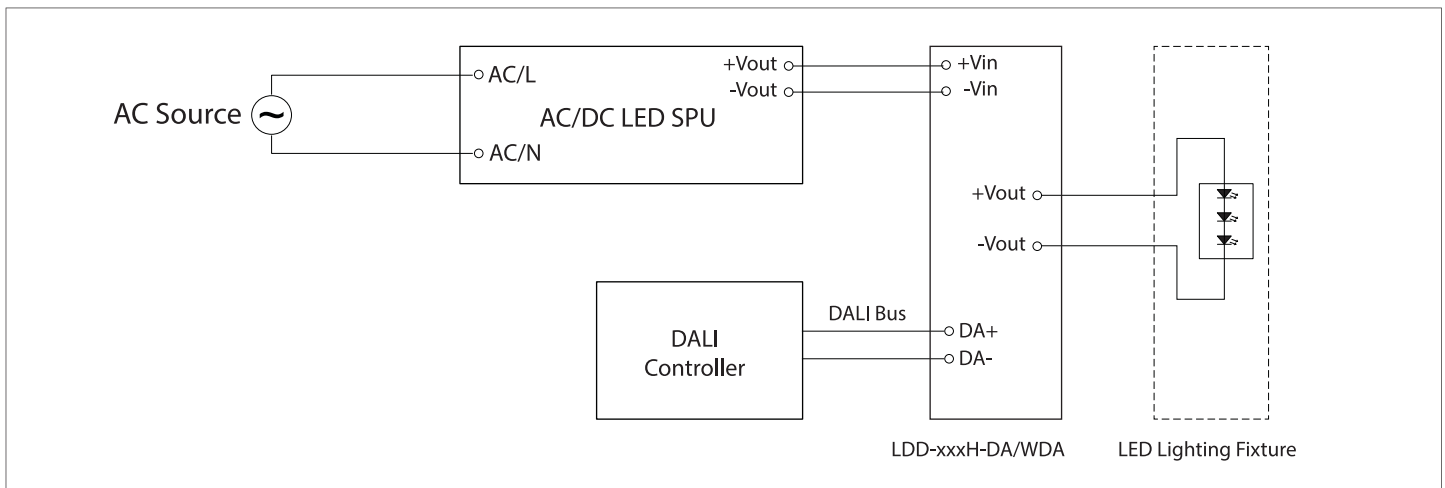 AC Source
~
AC/L
AC/N
AC/DC LED SPU
+Vout
-Vout
+Vin
-Vin
+Vout
-Vout
DALI
Controller
DALI Bus
DA+
DA-
LDD-xxxH-DA/WDA
LED Lighting Fixture